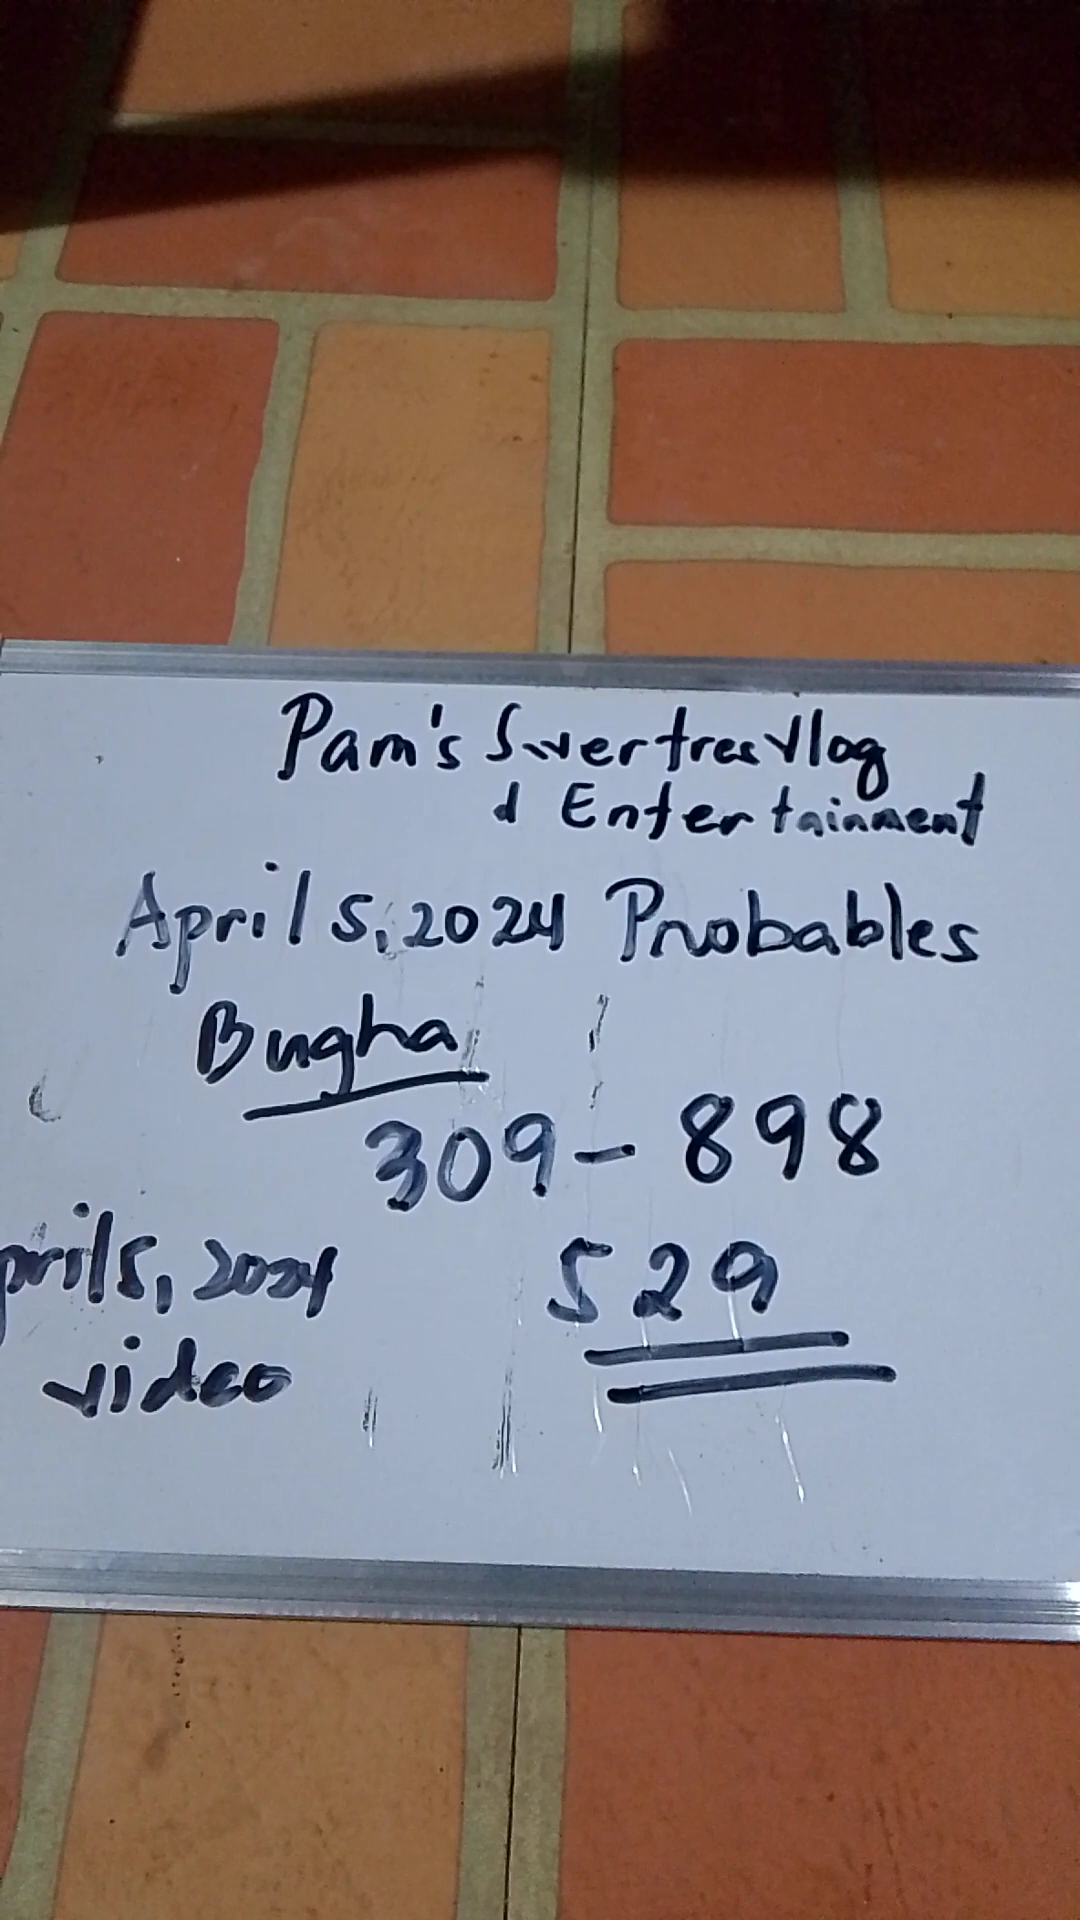 Pam's Swertres Vlog
& Entertainment
April 5, 2024 Probables
Bugha
309 - 898
529
pril 5, 2024
video